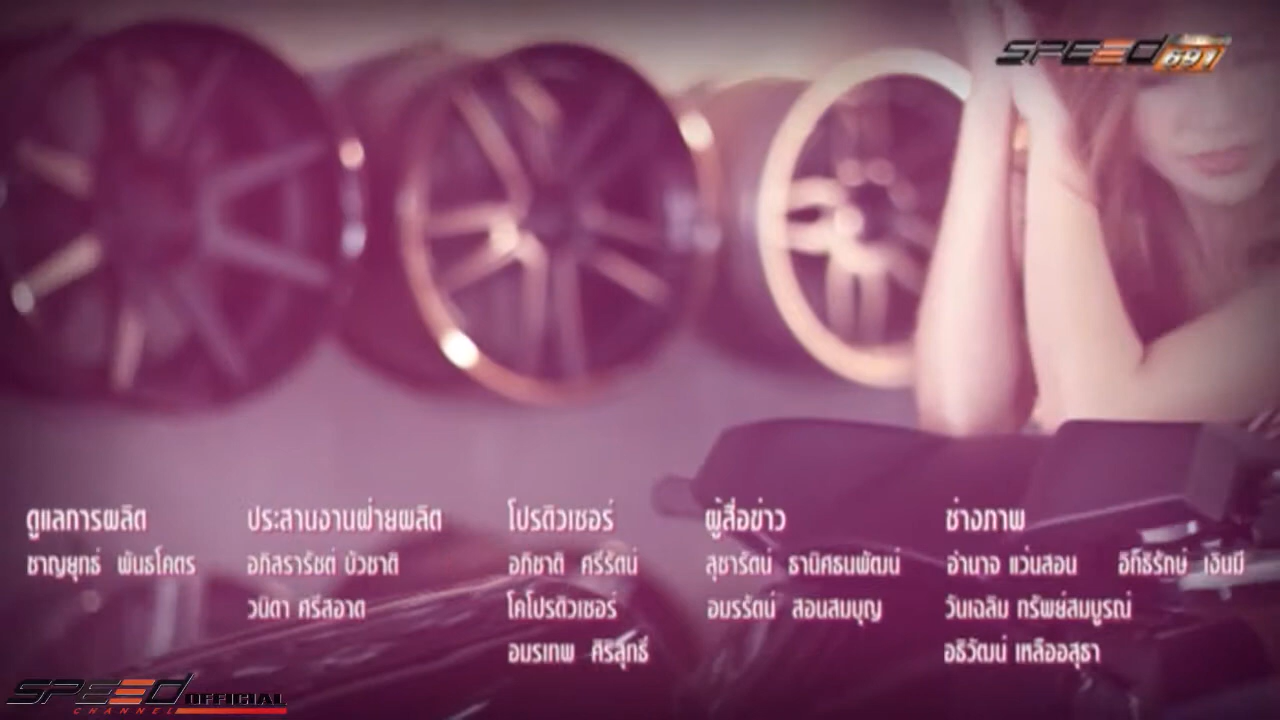 SPEED 691
ดูแลการผลิต
ชาญยุทธ์ พันธโคตร
ประสานงานฝ่ายผลิต
อภิสรารัชต์ บัวชาติ
วนิดา ศรีสอาด
โปรดิวเซอร์
อภิชาติ ศรีรัตน์
โคโปรดิวเซอร์
อมรเทพ ศิริสุทธิ์
ผู้สื่อข่าว
สุชารัตน์ ธานิศธนพัฒน์
อมรรัตน์ สอนสมบุญ
ช่างภาพ
อำนาจ แว่นสอน อิทธิรักษ์ เงินมี
วันเฉลิม ทรัพย์สมบูรณ์
อธิวัฒน์ เหลืออสุธา
SPEED OFFICIAL
CHANNEL